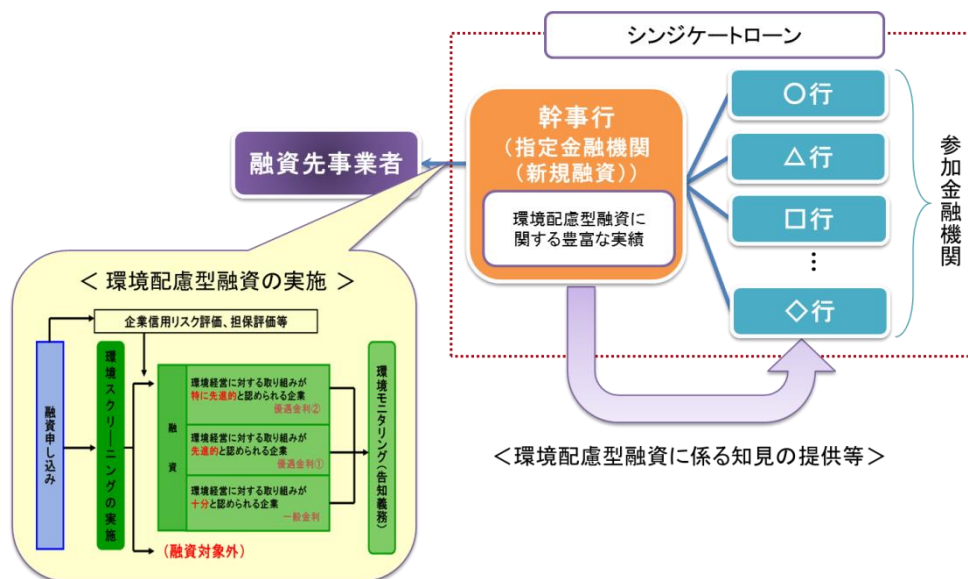 シンジケートローン
融資先事業者
幹事行
（指定金融機関
（新規融資））
環境配慮型融資に
関する豊富な実績
○行
△行
□行
⋮
◇行
参加金融機関
＜ 環境配慮型融資の実施 ＞
企業信用リスク評価、担保評価等
融資申し込み
環境スクリーニングの実施
融資
環境経営に対する取り組みが
特に先進的と認められる企業
優遇金利②
環境経営に対する取り組みが
先進的と認められる企業
優遇金利①
環境経営に対する取り組みが
十分と認められる企業
一般金利
（融資対象外）
環境モニタリング（告知義務）
＜環境配慮型融資に係る知見の提供等＞